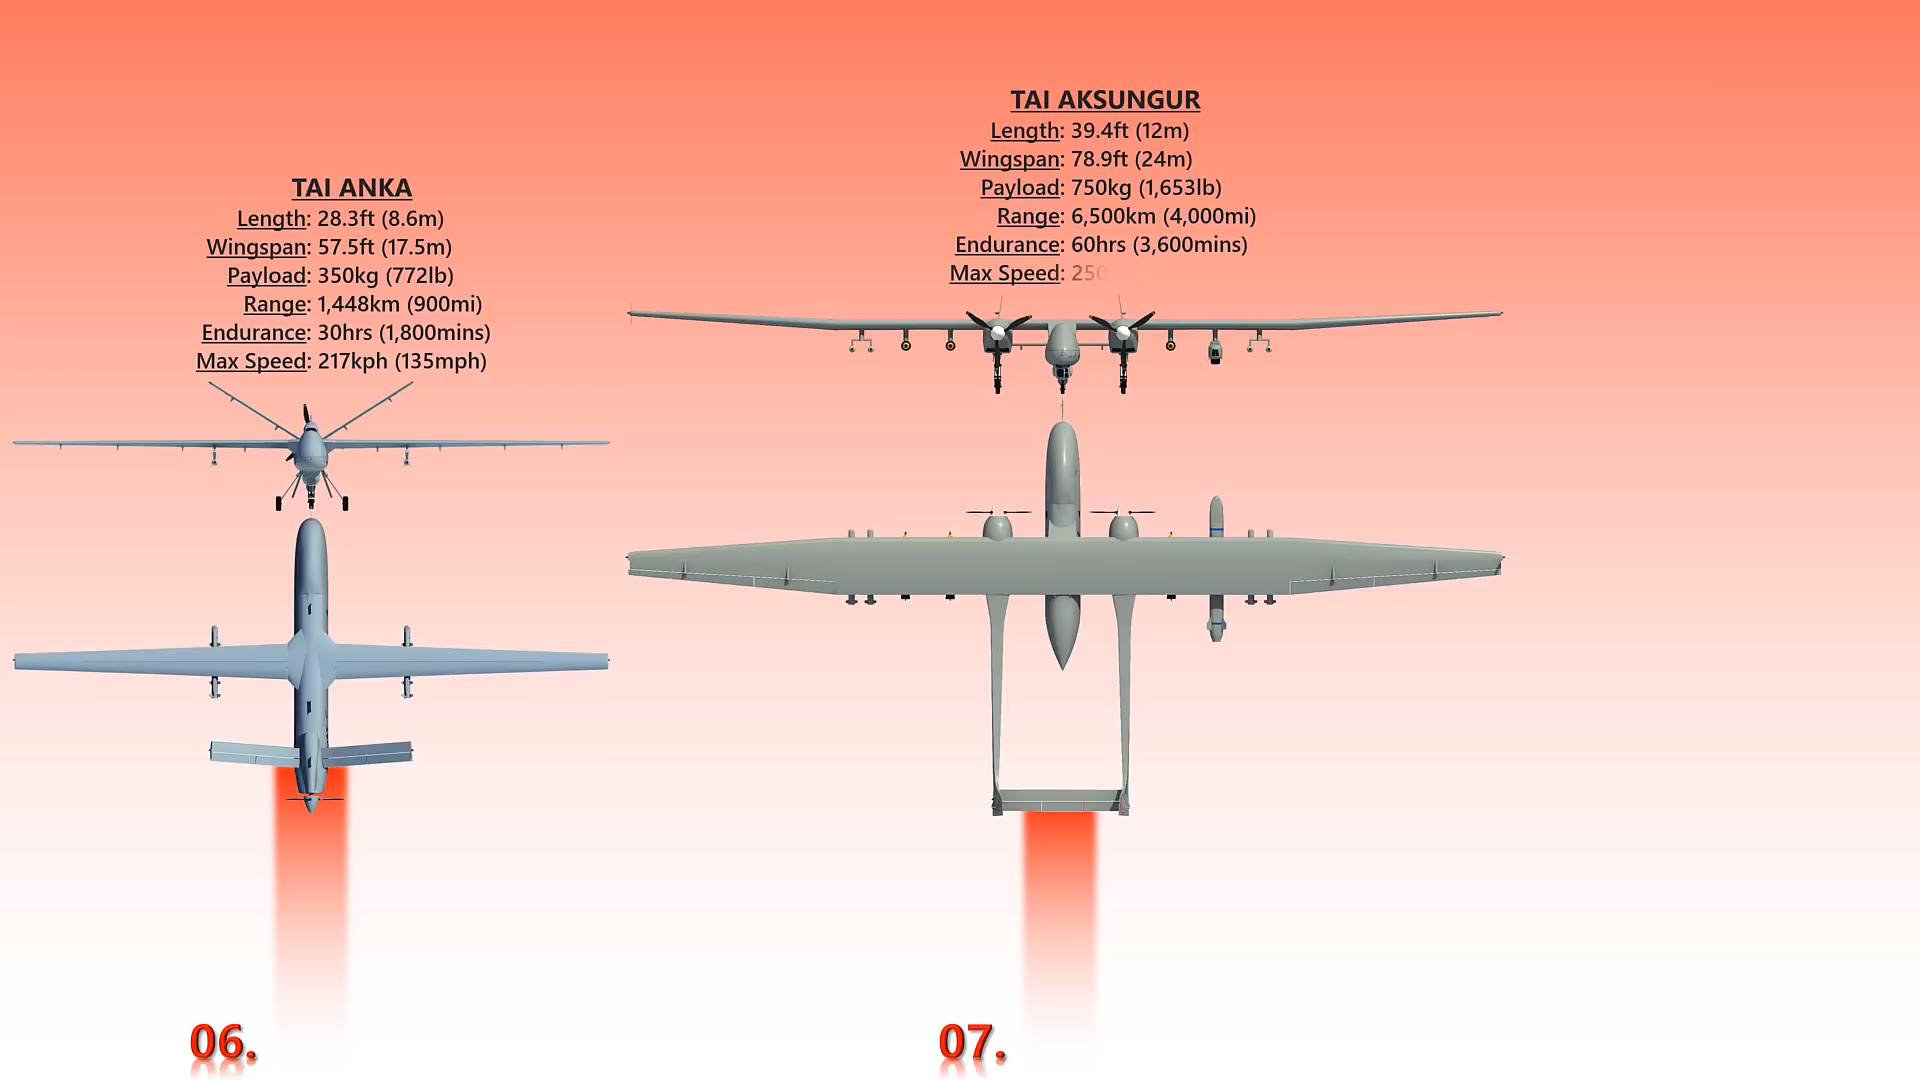 TAI ANKA
Length: 28.3ft (8.6m)
Wingspan: 57.5ft (17.5m)
Payload: 350kg (772lb)
Range: 1,448km (900mi)
Endurance: 30hrs (1,800mins)
Max Speed: 217kph (135mph)
TAI AKSUNGUR
Length: 39.4ft (12m)
Wingspan: 78.9ft (24m)
Payload: 750kg (1,653lb)
Range: 6,500km (4,000mi)
Endurance: 60hrs (3,600mins)
Max Speed: 250
06.
07.